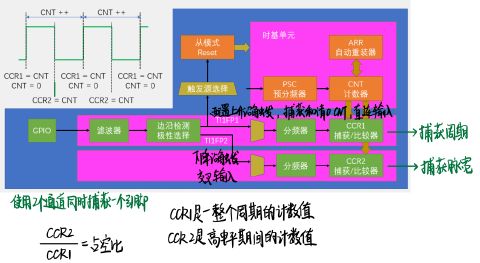 CNT ++
CNT ++
CCR1 = CNT
CNT = 0
CCR1 = CNT
CNT = 0
CCR1 = CNT
CNT = 0
CCR2 = CNT
CCR2 = CNT
从模式
Reset
触发源选择
时基单元
ARR
自动重装器
PSC
预分频器
CNT
计数器
配置上升沿触发，捕获和清0 CNT，直连输入
GPIO
滤波器
边沿检测
极性选择
TI1FP1
TI1FP2
分频器
CCR1
捕获/比较器
捕获周期
下降沿触发
交叉输入
分频器
CCR2
捕获/比较器
捕获脉宽
使用2个通道同时捕获一个引脚
CCR2
CCR1
=占空比
CCR1是一整个周期的计数值
CCR2是高电平期间的计数值